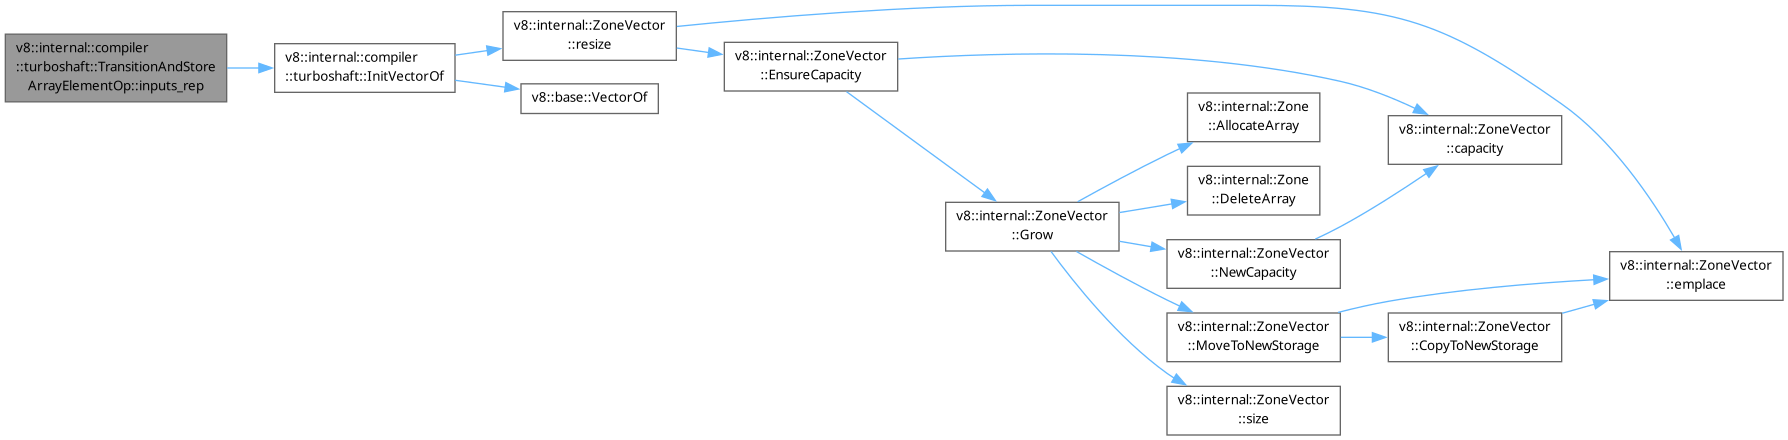 v8::internal::compiler
::turboshaft::TransitionAndStore
ArrayElementOp::inputs_rep
v8::internal::compiler
::turboshaft::InitVectorOf
v8::internal::ZoneVector
::resize
v8::base::VectorOf
v8::internal::ZoneVector
::EnsureCapacity
v8::internal::ZoneVector
::Grow
v8::internal::Zone
::AllocateArray
v8::internal::Zone
::DeleteArray
v8::internal::ZoneVector
::NewCapacity
v8::internal::ZoneVector
::MoveToNewStorage
v8::internal::ZoneVector
::size
v8::internal::ZoneVector
::capacity
v8::internal::ZoneVector
::CopyToNewStorage
v8::internal::ZoneVector
::emplace